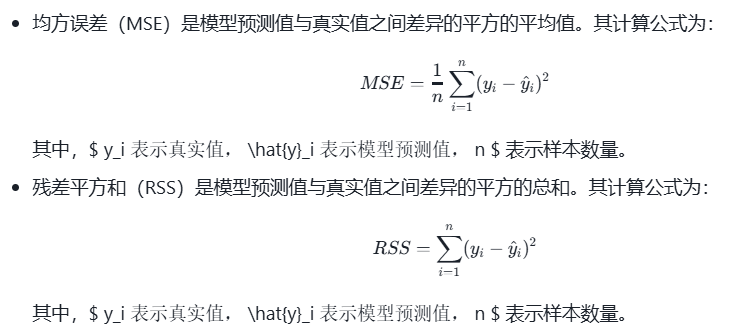 • 均方误差（MSE）是模型预测值与真实值之间差异的平方的平均值。其计算公式为：
MSE = \frac{1}{n} \sum_{i=1}^{n} (y_i - \hat{y}_i)^2
其中，$ y_i 表示真实值， \hat{y}_i 表示模型预测值， n $ 表示样本数量。
• 残差平方和（RSS）是模型预测值与真实值之间差异的平方的总和。其计算公式为：
RSS = \sum_{i=1}^{n} (y_i - \hat{y}_i)^2
其中，$ y_i 表示真实值， \hat{y}_i 表示模型预测值， n $ 表示样本数量。